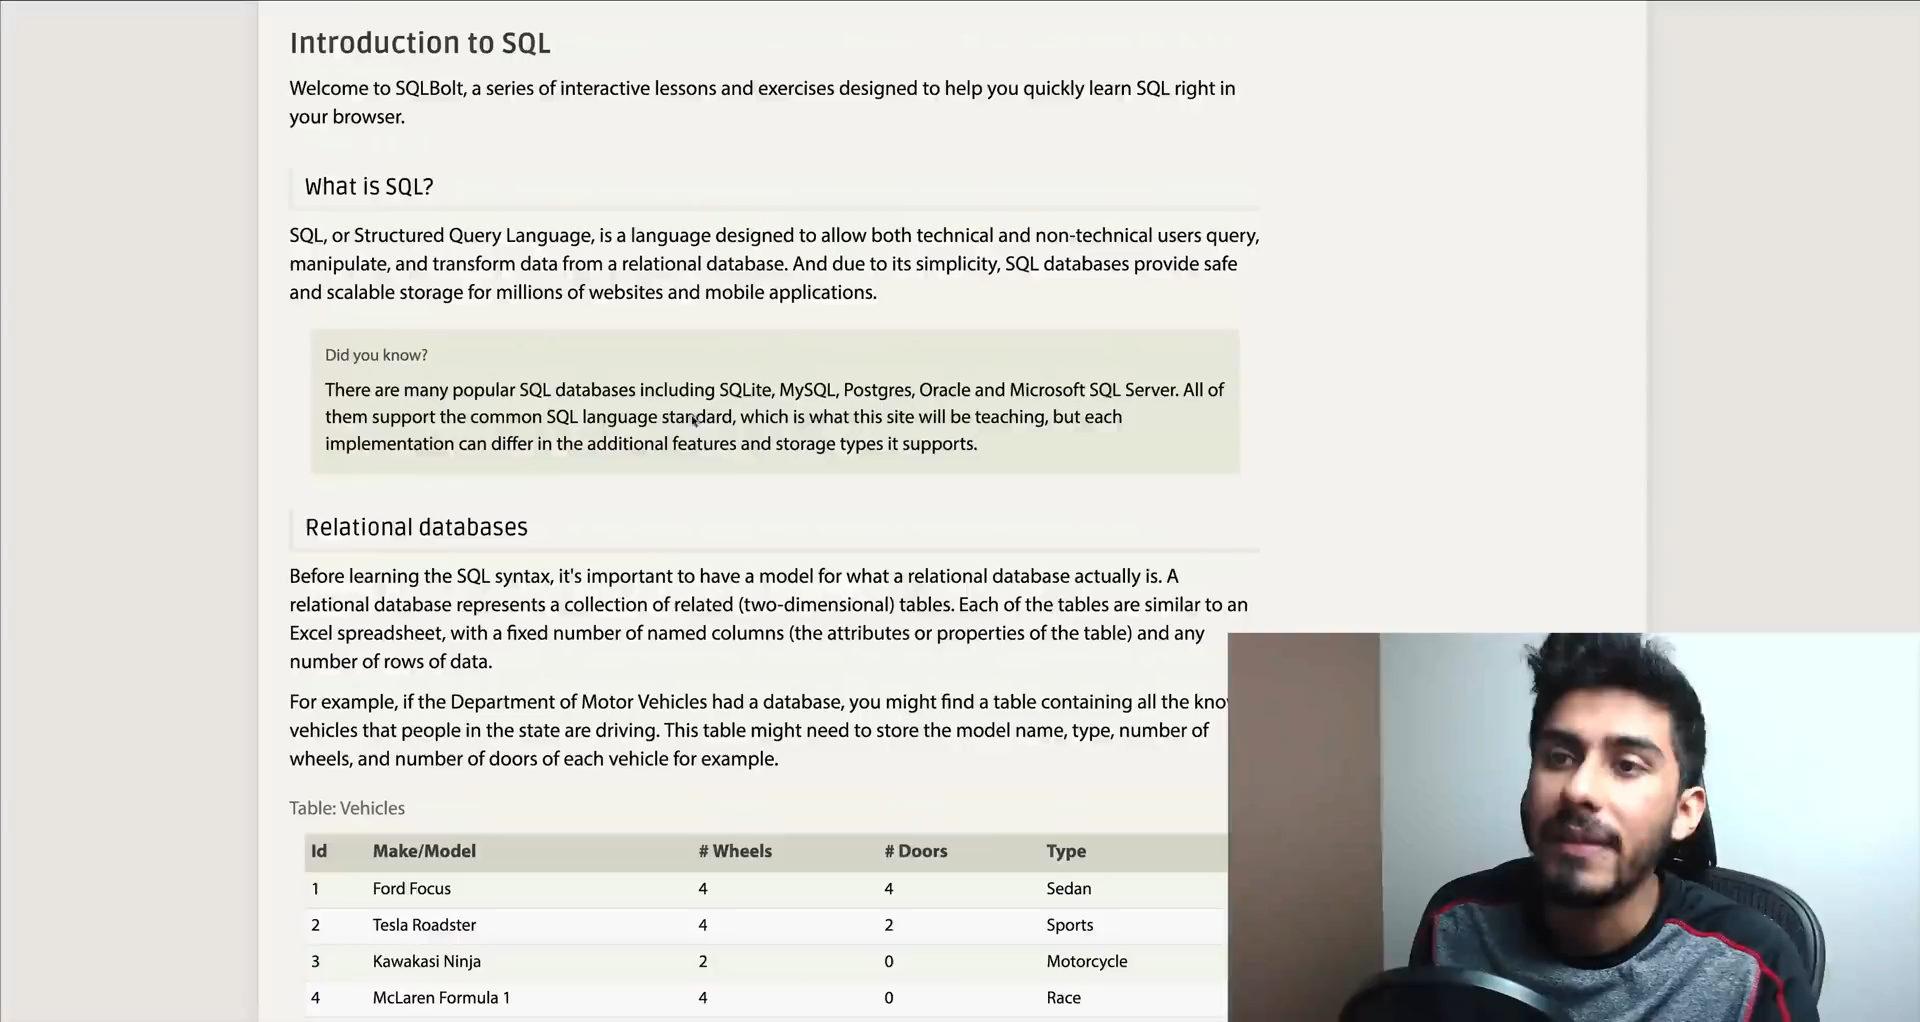 Introduction to SQL
Welcome to SQLBolt, a series of interactive lessons and exercises designed to help you quickly learn SQL right in
your browser.
What is SQL?
SQL, or Structured Query Language, is a language designed to allow both technical and non-technical users query,
manipulate, and transform data from a relational database. And due to its simplicity, SQL databases provide safe
and scalable storage for millions of websites and mobile applications.
Did you know?
There are many popular SQL databases including SQLite, MySQL, Postgres, Oracle and Microsoft SQL Server. All of
them support the common SQL language standard, which is what this site will be teaching, but each
implementation can differ in the additional features and storage types it supports.
Relational databases
Before learning the SQL syntax, it's important to have a model for what a relational database actually is. A
relational database represents a collection of related (two-dimensional) tables. Each of the tables are similar to an
Excel spreadsheet, with a fixed number of named columns (the attributes or properties of the table) and any
number of rows of data.
For example, if the Department of Motor Vehicles had a database, you might find a table containing all the
vehicles that people in the state are driving. This table might need to store the model name, type, number of
wheels, and number of doors of each vehicle for example.
Table: Vehicles
Id Make/Model # Wheels # Doors Type
1 Ford Focus 4 4 Sedan
2 Tesla Roadster 4 2 Sports
3 Kawakasi Ninja 2 0 Motorcycle
4 McLaren Formula 1 4 0 Race